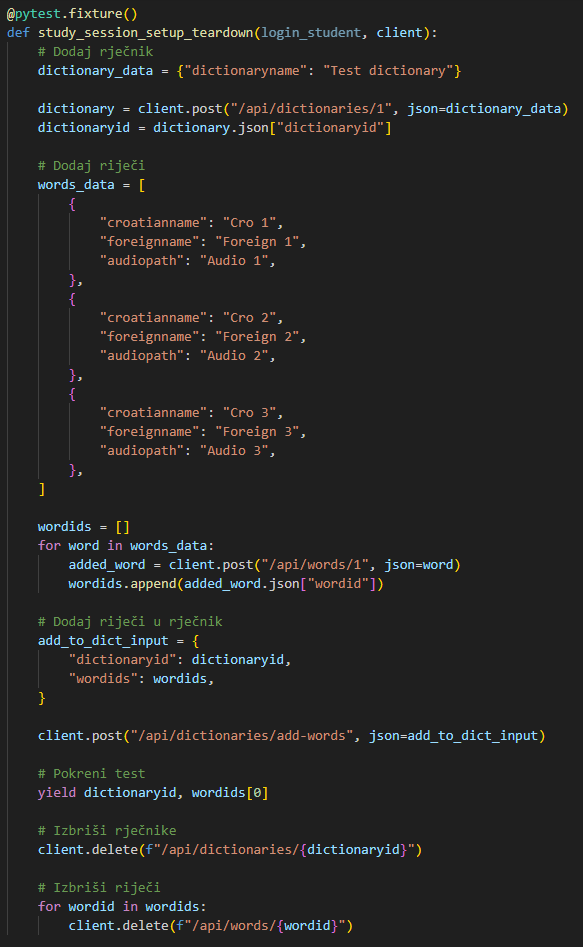 @pytest.fixture()
def study_session_setup_teardown(login_student, client):
    # Dodaj rječnik
    dictionary_data = {"dictionaryname": "Test dictionary"}

    dictionary = client.post("/api/dictionaries/1", json=dictionary_data)
    dictionaryid = dictionary.json["dictionaryid"]

    # Dodaj riječi
    words_data = [
        {
            "croatianname": "Cro 1",
            "foreignname": "Foreign 1",
            "audiopath": "Audio 1",
        },
        {
            "croatianname": "Cro 2",
            "foreignname": "Foreign 2",
            "audiopath": "Audio 2",
        },
        {
            "croatianname": "Cro 3",
            "foreignname": "Foreign 3",
            "audiopath": "Audio 3",
        },
    ]

    wordids = []
    for word in words_data:
        added_word = client.post("/api/words/1", json=word)
        wordids.append(added_word.json["wordid"])

    # Dodaj riječi u rječnik
    add_to_dict_input = {
        "dictionaryid": dictionaryid,
        "wordids": wordids,
    }

    client.post("/api/dictionaries/add-words", json=add_to_dict_input)

    # Pokreni test
    yield dictionaryid, wordids[0]

    # Izbriši rječnike
    client.delete(f"/api/dictionaries/{dictionaryid}")

    # Izbriši riječi
    for wordid in wordids:
        client.delete(f"/api/words/{wordid}")